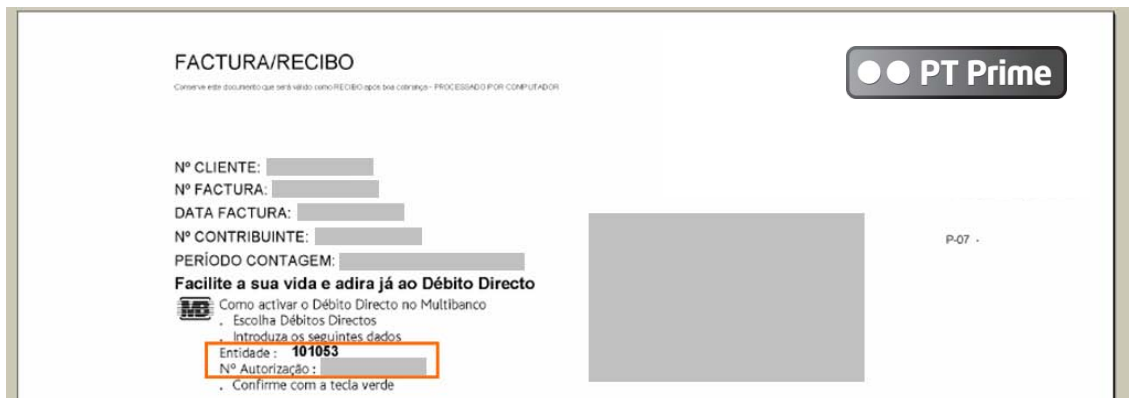 FACTURA/RECIBO
Conserve este documento que será válido como RECIBO após boa cobrança - PROCESSADO POR COMPUTADOR
PT Prime
Nº CLIENTE:
Nº FACTURA:
DATA FACTURA:
Nº CONTRIBUINTE:
P-07 -
PERÍODO CONTAGEM:
Facilite a sua vida e adira já ao Débito Directo
MB Como activar o Débito Directo no Multibanco
. Escolha Débitos Directos
. Introduza os seguintes dados
Entidade : 101053
Nº Autorização :
. Confirme com a tecla verde